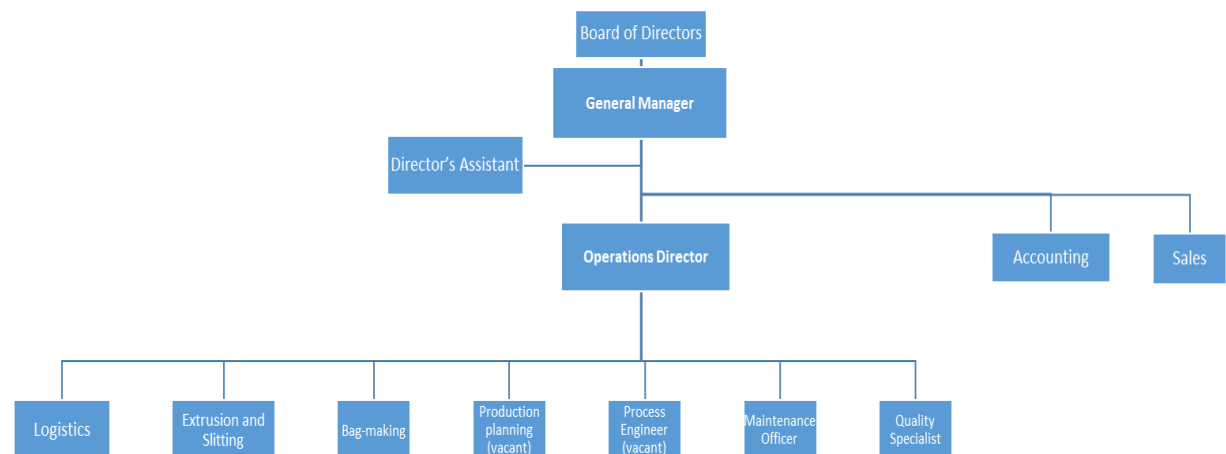 Board of Directors
General Manager
Director's Assistant
Operations Director
Accounting
Sales
Logistics
Extrusion and
Slitting
Bag-making
Production
planning
(vacant)
Process
Engineer
(vacant)
Maintenance
Officer
Quality
Specialist